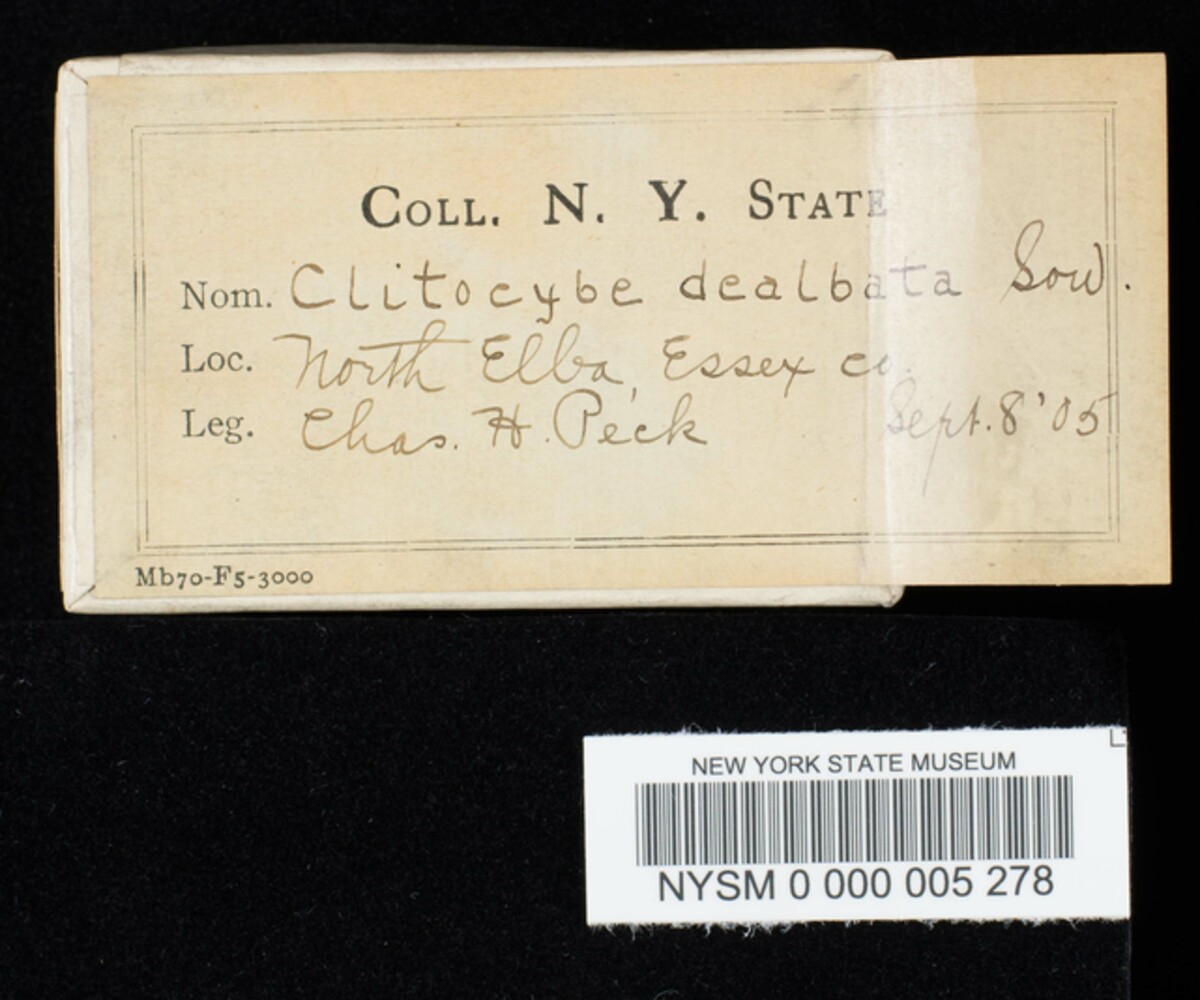 Coll. N. Y. State
Nom. Clitocybe dealbata Sow.
Loc. North Elba, Essex co.
Leg. Chas. H. Peck Sept. 8 '05
Mb70-F5-3000
NEW YORK STATE MUSEUM
NYSM 0 000 005 278